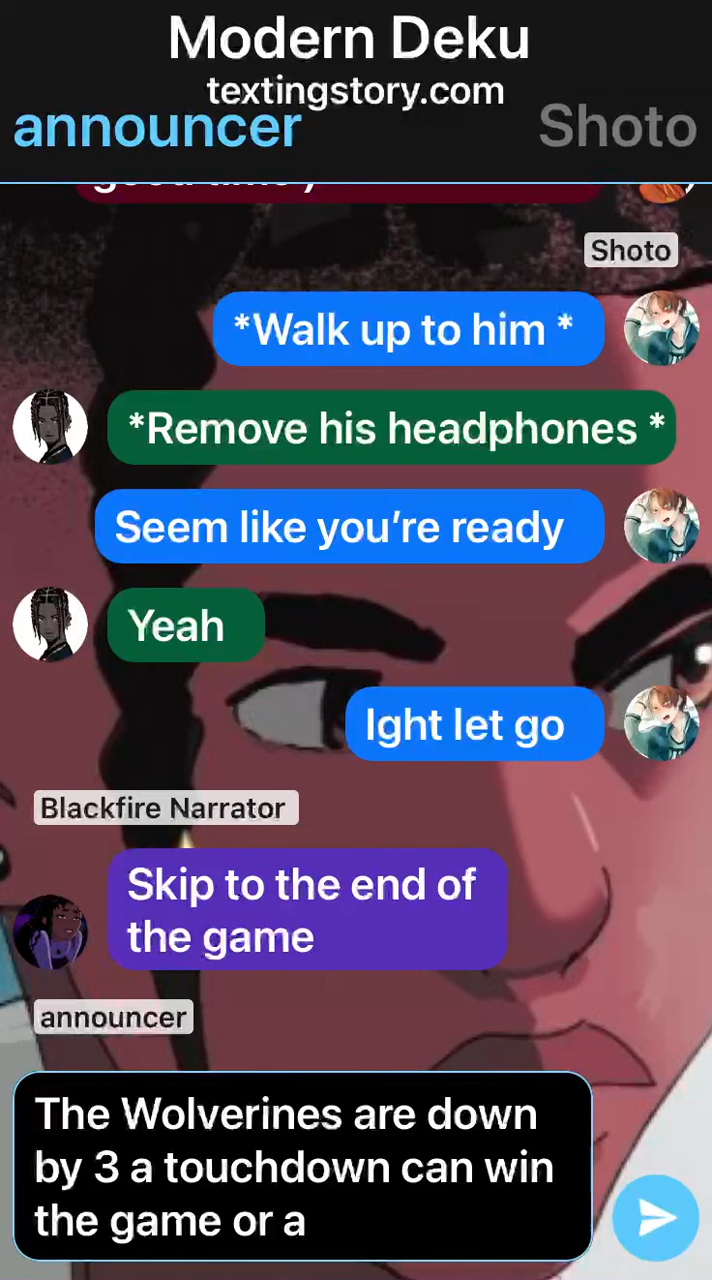 Modern Deku
textingstory.com
announcer
Shoto
good time
Shoto
*Walk up to him *
*Remove his headphones *
Seem like you’re ready
Yeah
Ight let go
Blackfire Narrator
Skip to the end of
the game
announcer
The Wolverines are down
by 3 a touchdown can win
the game or a